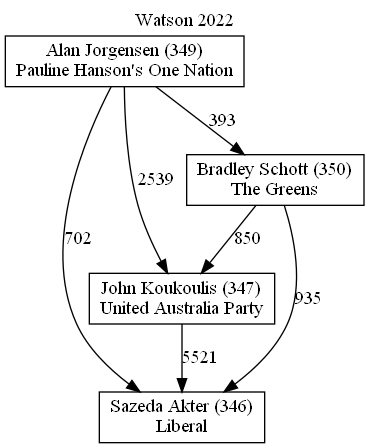 Watson 2022
Alan Jorgensen (349)
Pauline Hanson's One Nation
393
Bradley Schott (350)
The Greens
2539
702
850
935
John Koukoulis (347)
United Australia Party
5521
Sazeda Akter (346)
Liberal